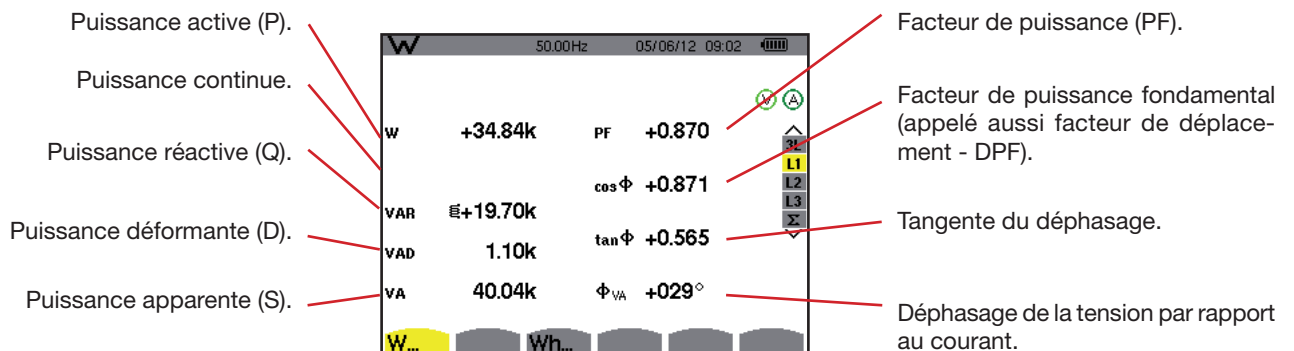 Puissance active (P).
Puissance continue.
Puissance réactive (Q).
Puissance déformante (D).
Puissance apparente (S).
W 50.00Hz 05/06/12 09:02
V A
W +34.84k PF +0.870
cos Φ +0.871
VAR +19.70k
tan Φ +0.565
VAD 1.10k
VA 40.04k Φ VA +029°
3L
L1
L2
L3
Σ
W... Wh...
Facteur de puissance (PF).
Facteur de puissance fondamental
(appelé aussi facteur de déplace-
ment - DPF).
Tangente du déphasage.
Déphasage de la tension par rapport
au courant.